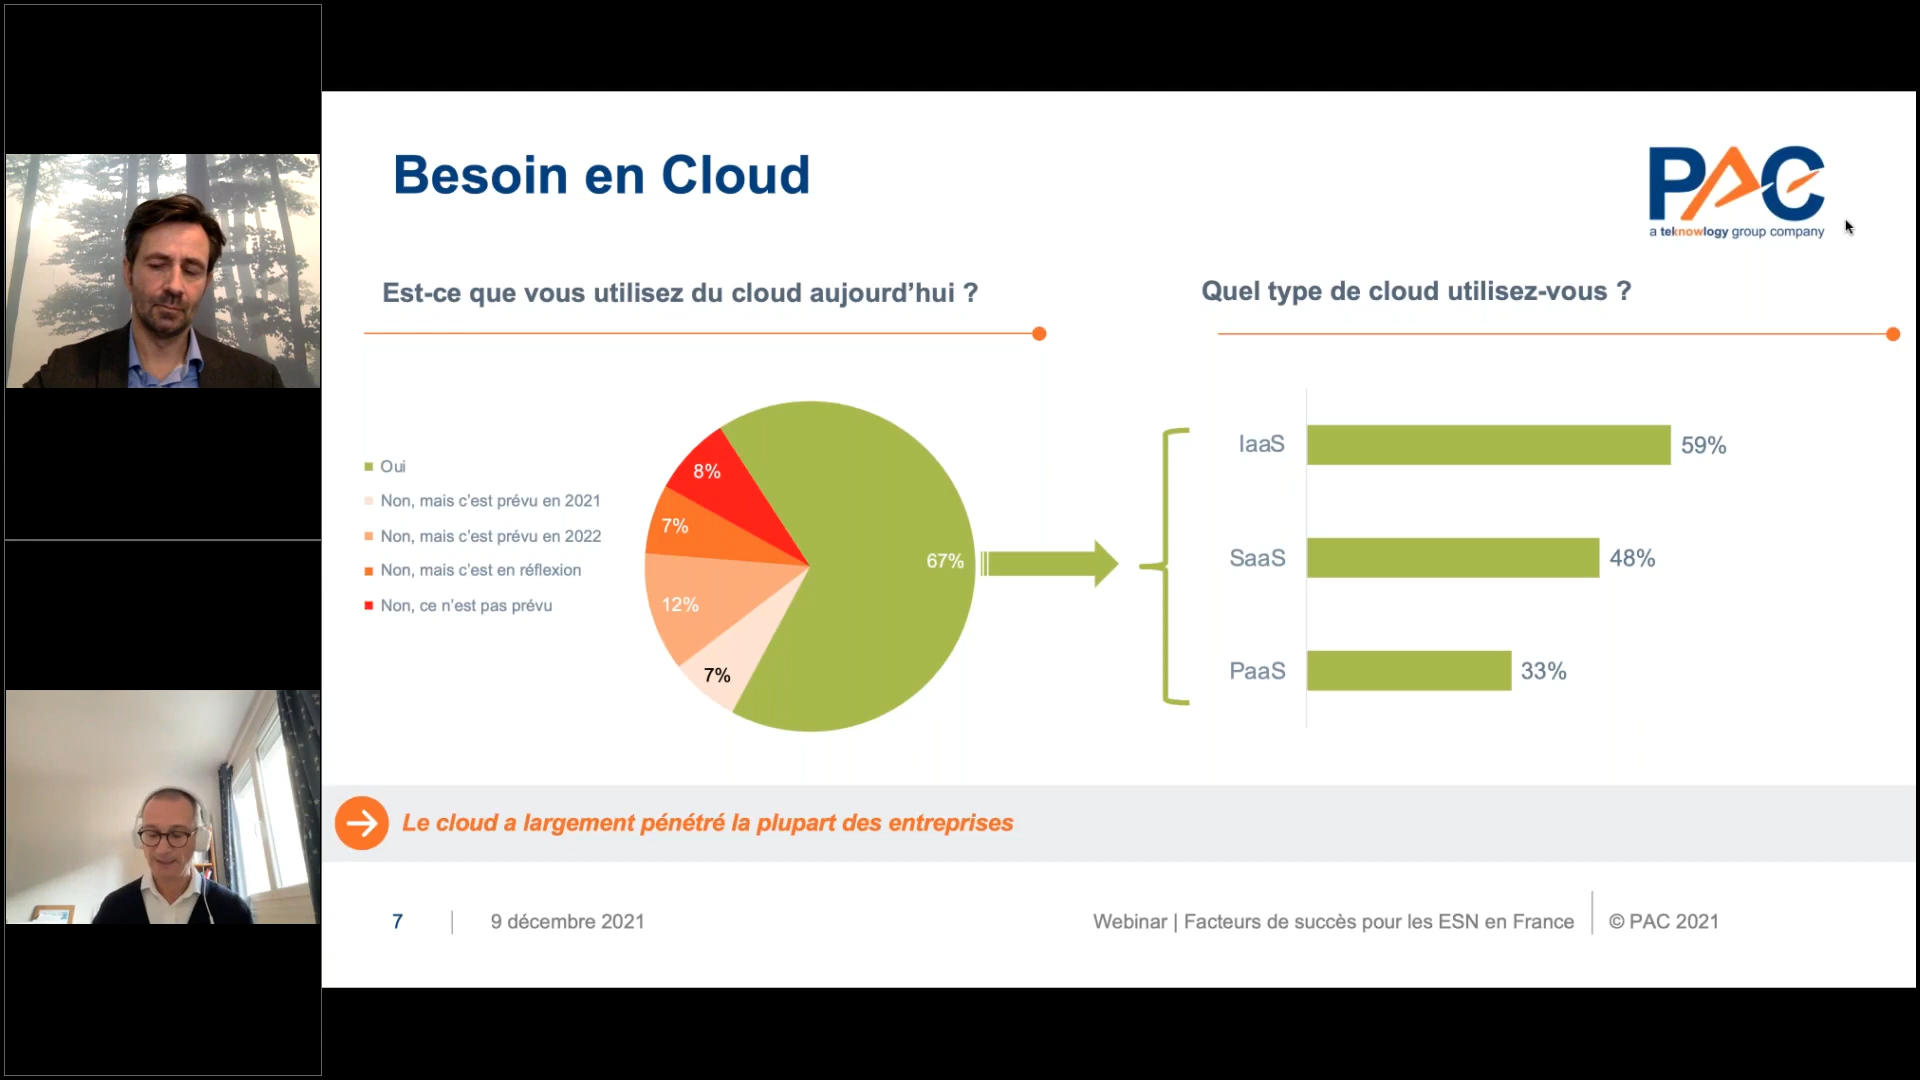 Besoin en Cloud
PAC
a teknowlogy group company
Est-ce que vous utilisez du cloud aujourd’hui ?
Quel type de cloud utilisez-vous ?
Oui
Non, mais c'est prévu en 2021
Non, mais c'est prévu en 2022
Non, mais c'est en réflexion
Non, ce n'est pas prévu
8%
7%
12%
7%
67%
IaaS 59%
SaaS 48%
PaaS 33%
Le cloud a largement pénétré la plupart des entreprises
7
9 décembre 2021
Webinar | Facteurs de succès pour les ESN en France
© PAC 2021